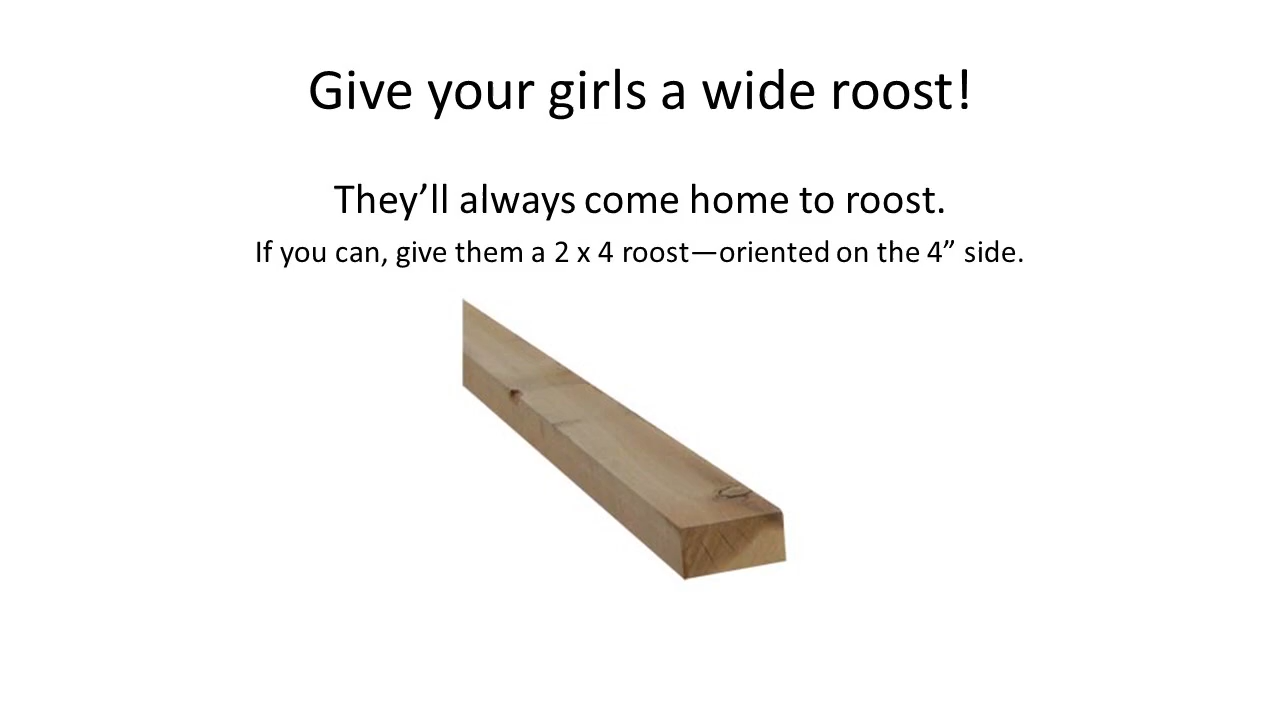 Give your girls a wide roost!
They’ll always come home to roost.
If you can, give them a 2 x 4 roost—oriented on the 4” side.